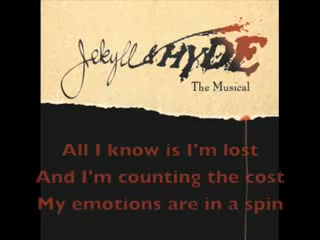 Jekyll & HYDE
The Musical
All I know is I'm lost
And I'm counting the cost
My emotions are in a spin